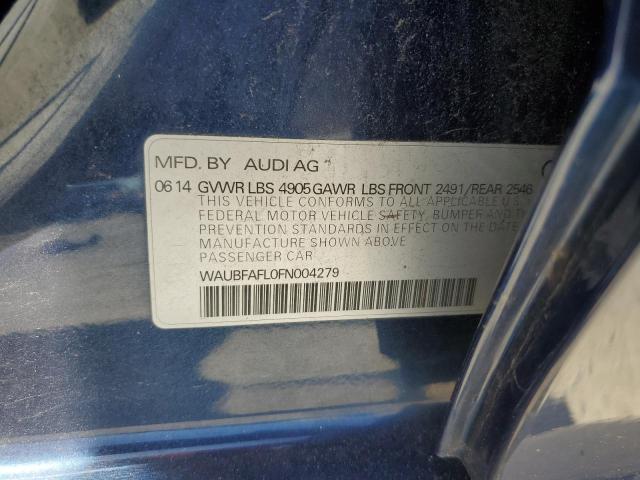 MFD. BY AUDI AG
06 14 GVWR LBS 4905 GAWR LBS FRONT 2491/REAR 2546
THIS VEHICLE CONFORMS TO ALL APPLICABLE U.S.
FEDERAL MOTOR VEHICLE SAFETY, BUMPER AND
PREVENTION STANDARDS IN EFFECT ON THE DATE
MANUFACTURE SHOWN ABOVE
PASSENGER CAR
WAUBFAFL0FN004279